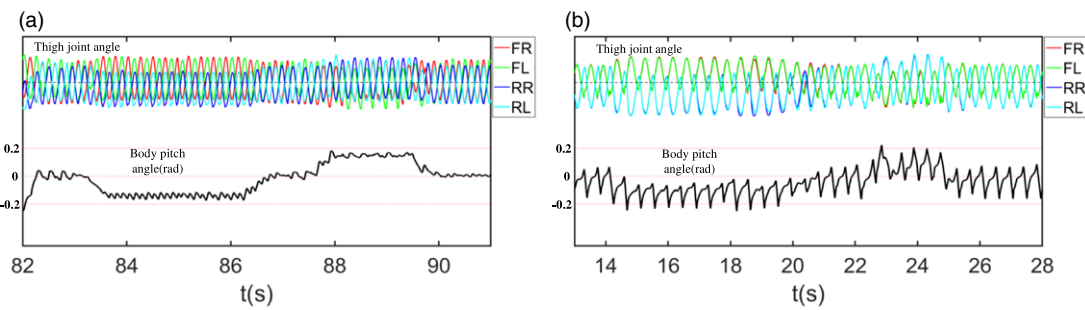 (a)
Thigh joint angle
FR
FL
RR
RL
0.2
Body pitch
angle(rad)
0
-0.2
82 84 86 88 90
t(s)
(b)
Thigh joint angle
FR
FL
RR
RL
0.2
Body pitch
angle(rad)
0
-0.2
14 16 18 20 22 24 26 28
t(s)